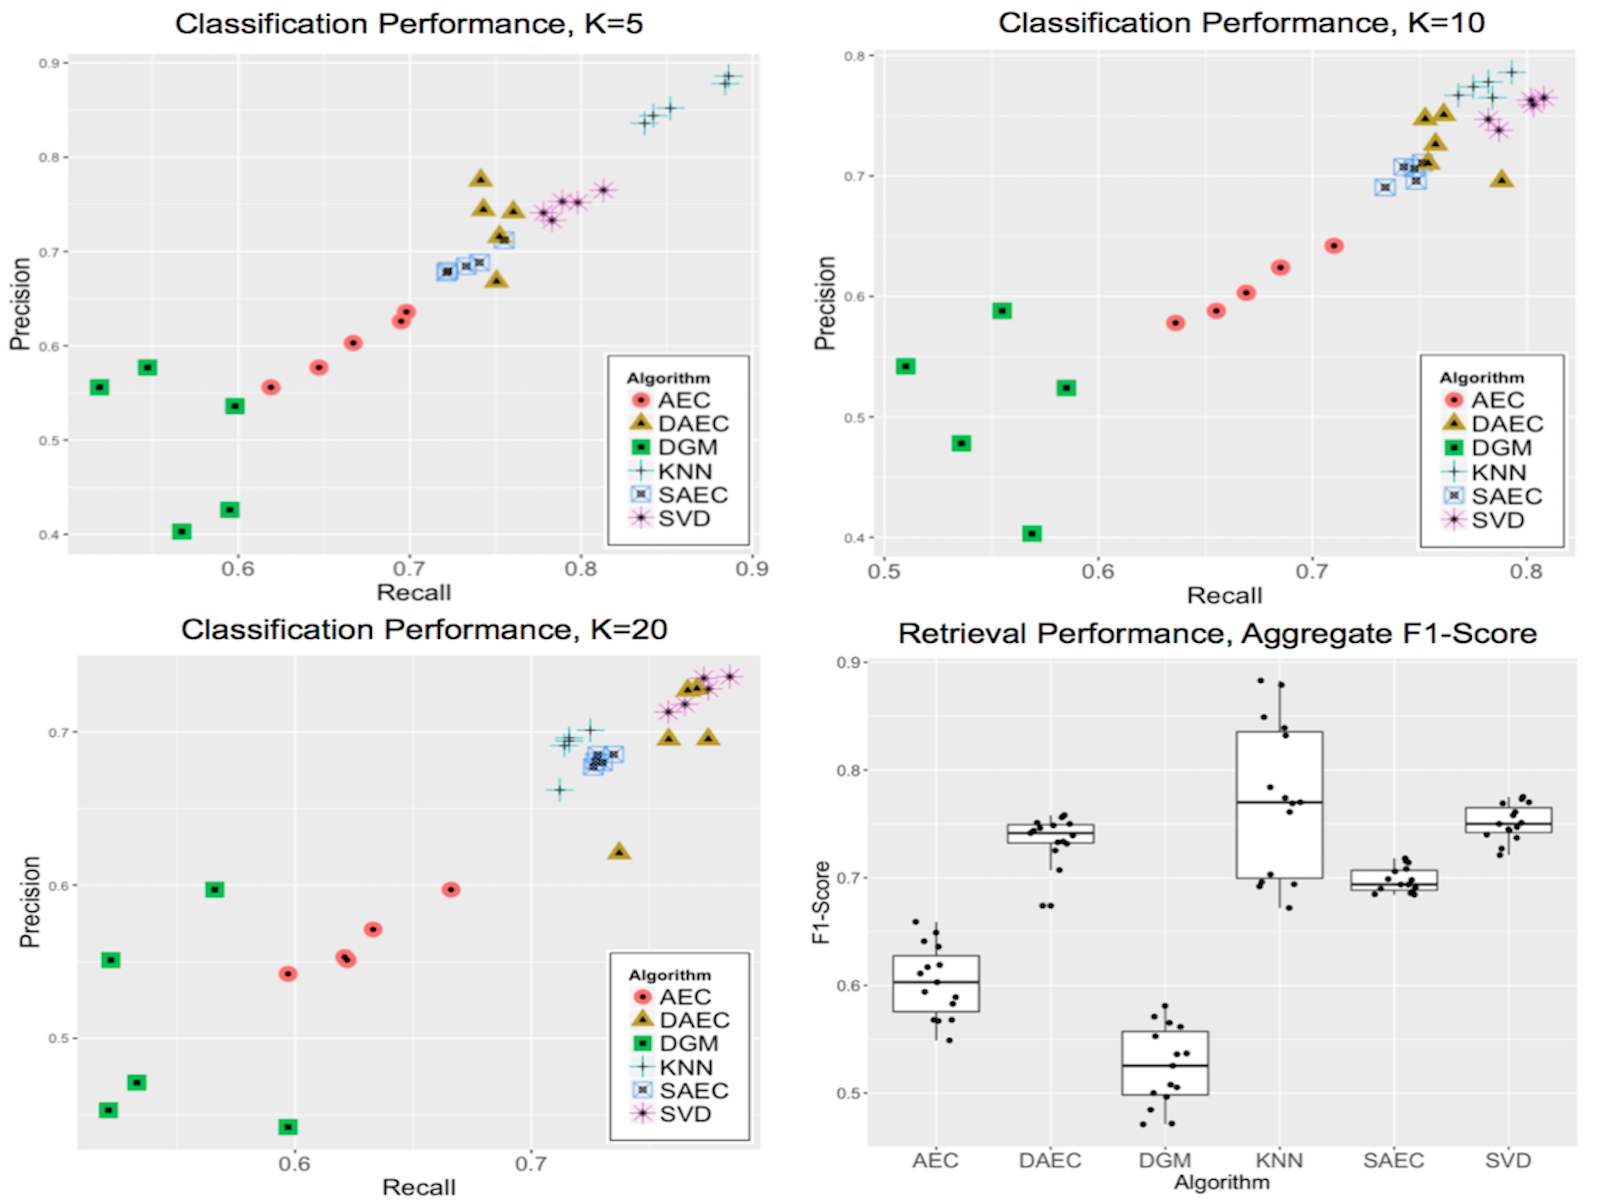 Classification Performance, K=5
0.9
0.8
0.7
0.6
0.5
0.4
Precision
0.6 0.7 0.8 0.9
Recall
Algorithm
AEC
DAEC
DGM
KNN
SAEC
SVD
Classification Performance, K=10
0.8
0.7
0.6
0.5
0.4
Precision
0.5 0.6 0.7 0.8
Recall
Algorithm
AEC
DAEC
DGM
KNN
SAEC
SVD
Classification Performance, K=20
0.7
0.6
0.5
Precision
0.6 0.7
Recall
Algorithm
AEC
DAEC
DGM
KNN
SAEC
SVD
Retrieval Performance, Aggregate F1-Score
0.9
0.8
0.7
0.6
0.5
F1-Score
AEC DAEC DGM KNN SAEC SVD
Algorithm